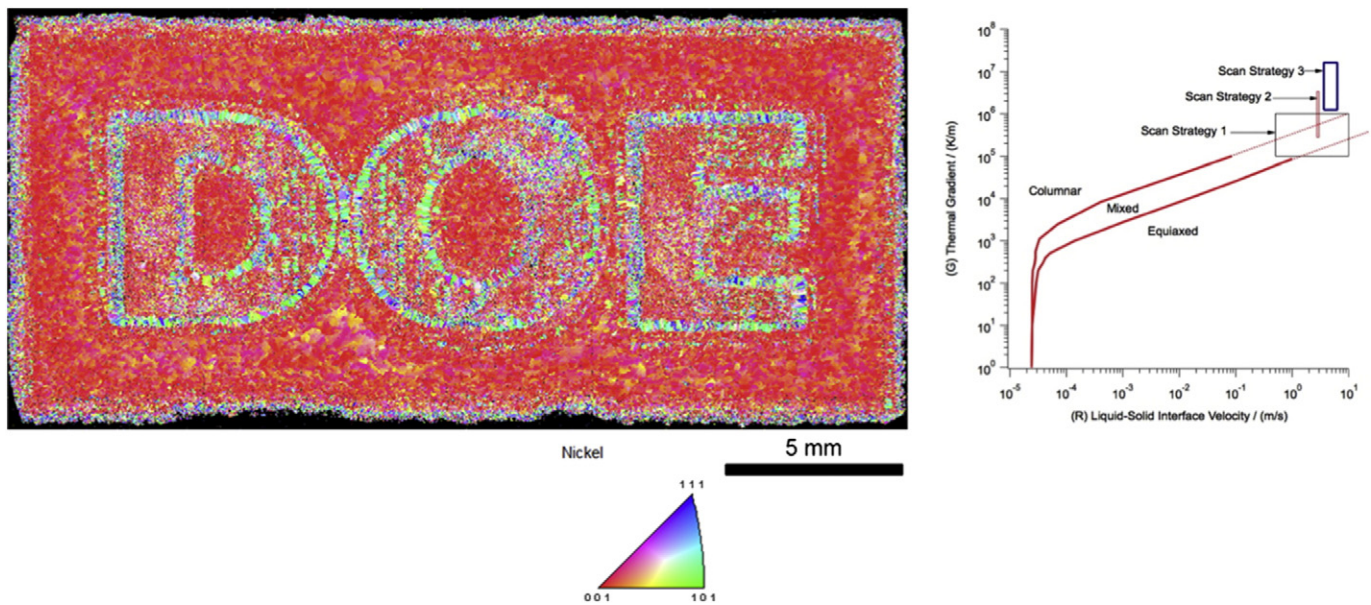 DOE
Nickel
5 mm
1 1 1
0 0 1
1 0 1
(G) Thermal Gradient / (K/m)
10⁸
10⁷
10⁶
10⁵
10⁴
10³
10²
10¹
10⁰
Scan Strategy 3
Scan Strategy 2
Scan Strategy 1
Columnar
Mixed
Equiaxed
10⁻⁵
10⁻⁴
10⁻³
10⁻²
10⁻¹
10⁰
10¹
(R) Liquid-Solid Interface Velocity / (m/s)